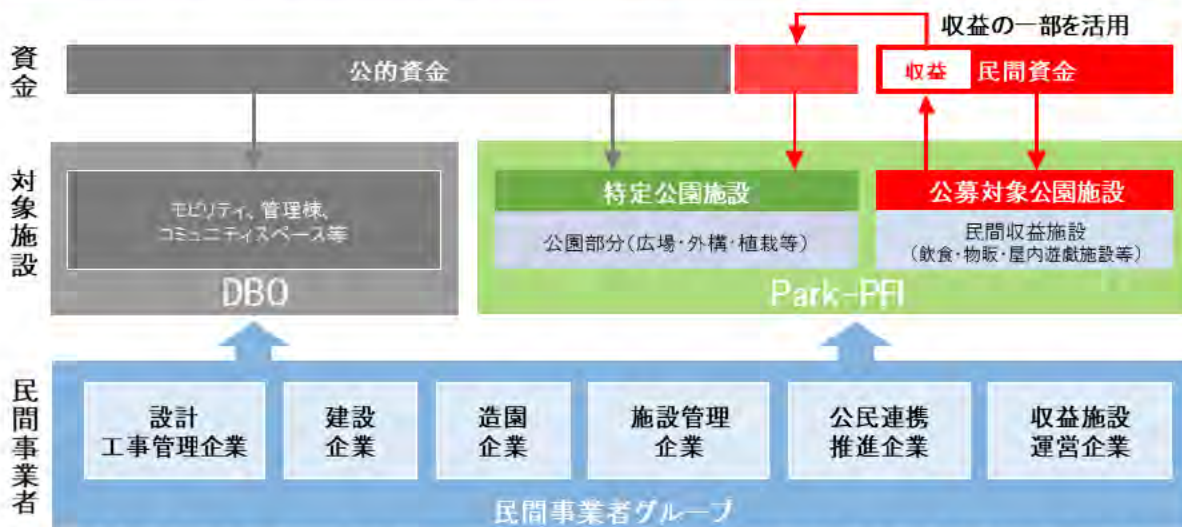 収益の一部を活用
資金
公的資金
収益
民間資金
対象施設
モビリティ、管理棟、
コミュニティスペース等
DBO
特定公園施設
公園部分(広場・外構・植栽等)
公募対象公園施設
民間収益施設
(飲食・物販・屋内遊戯施設等)
Park-PFI
民間事業者
設計
工事管理企業
建設
企業
造園
企業
施設管理
企業
公民連携
推進企業
収益施設
運営企業
民間事業者グループ